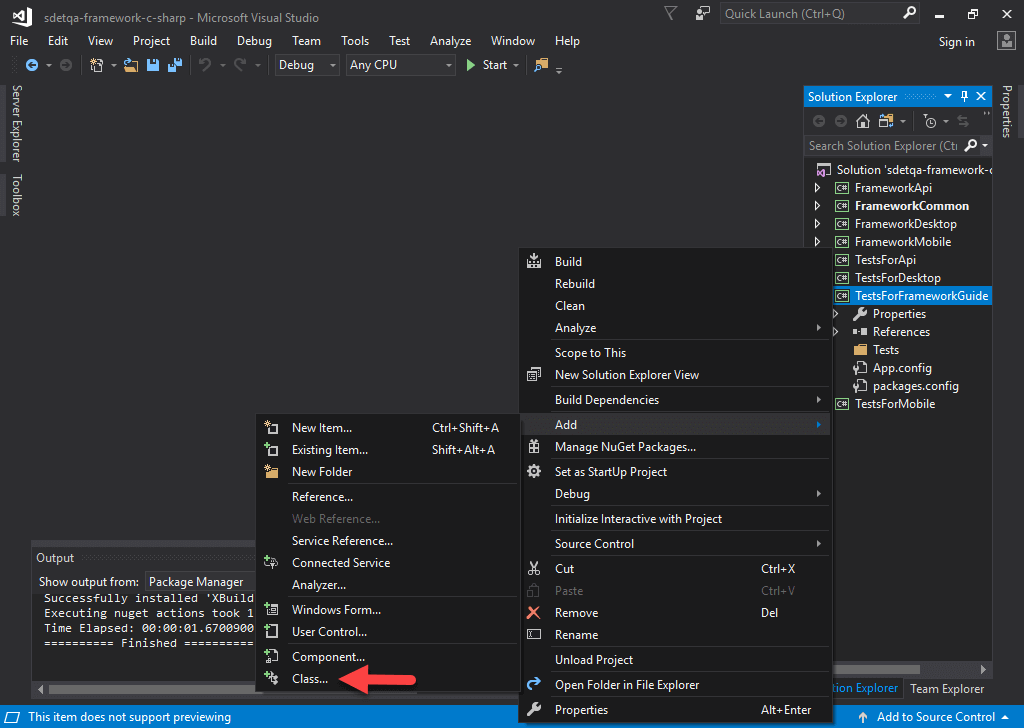 sdetqa-framework-c-sharp - Microsoft Visual Studio
Quick Launch (Ctrl+Q)
File Edit View Project Build Debug Team Tools Test Analyze Window Help
Sign in
Debug Any CPU Start
Server Explorer
Toolbox
Properties
Solution Explorer
Search Solution Explorer (Ctr
Solution 'sdetqa-framework-c
FrameworkApi
FrameworkCommon
FrameworkDesktop
FrameworkMobile
TestsForApi
TestsForDesktop
TestsForFrameworkGuide
Properties
References
Tests
App.config
packages.config
TestsForMobile
Build
Rebuild
Clean
Analyze
Scope to This
New Solution Explorer View
Build Dependencies
Add
Manage NuGet Packages...
Set as StartUp Project
Debug
Initialize Interactive with Project
Source Control
Cut Ctrl+X
Paste Ctrl+V
Remove Del
Rename
Unload Project
Open Folder in File Explorer
Properties Alt+Enter
New Item... Ctrl+Shift+A
Existing Item... Shift+Alt+A
New Folder
Reference...
Web Reference...
Service Reference...
Connected Service
Analyzer...
Windows Form...
User Control...
Component...
Class...
Output
Show output from: Package Manager
Successfully installed 'XBuild
Executing nuget actions took 1
Time Elapsed: 00:00:01.6700900
========== Finished ==========
tion Explorer Team Explorer
This item does not support previewing
Add to Source Control